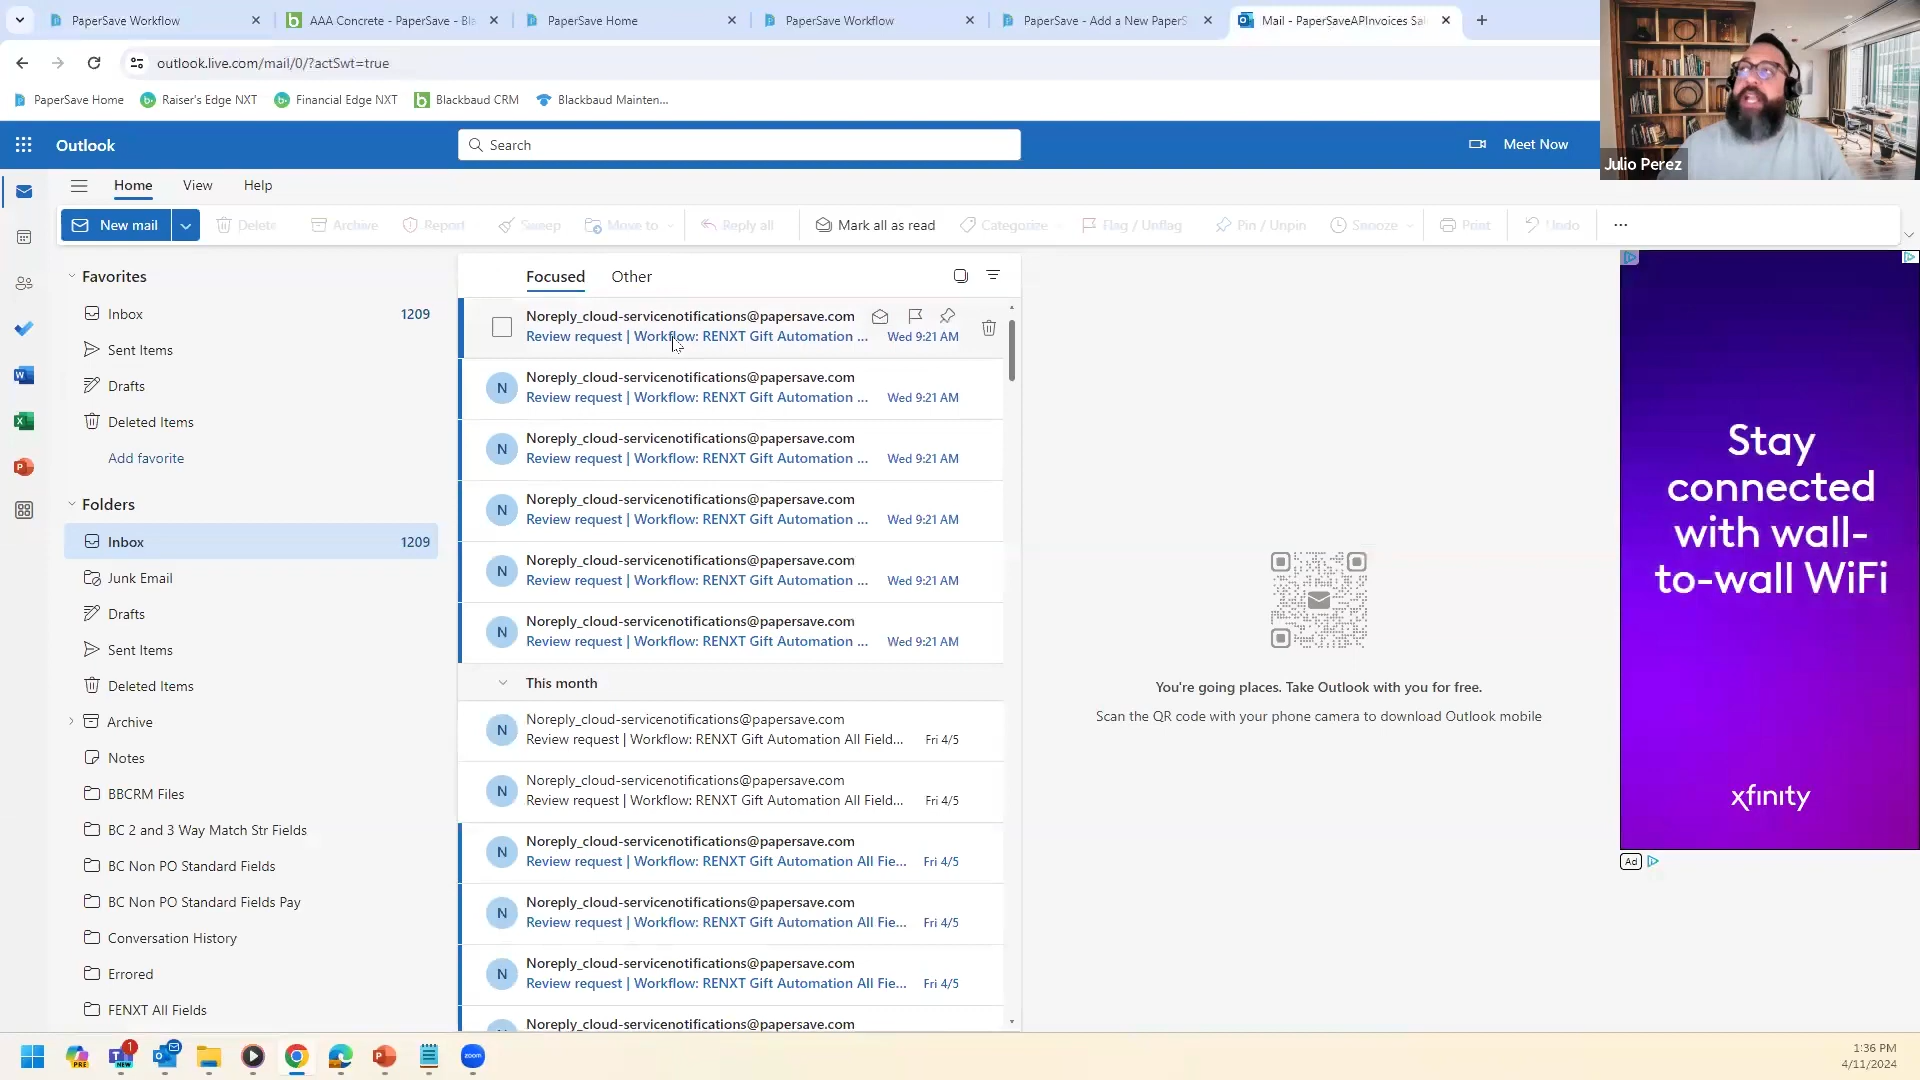 PaperSave Workflow
AAA Concrete - PaperSave - Bla
PaperSave Home
PaperSave Workflow
PaperSave - Add a New PaperS
Mail - PaperSaveAPInvoices Sal
outlook.live.com/mail/0/?actSwt=true
PaperSave Home
Raiser's Edge NXT
Financial Edge NXT
Blackbaud CRM
Blackbaud Mainten...
Julio Perez
Outlook
Search
Meet Now
Home
View
Help
New mail
Delete
Archive
Report
Sweep
Move to
Reply all
Mark all as read
Categorize
Flag / Unflag
Pin / Unpin
Snooze
Print
Undo
Favorites
Inbox 1209
Sent Items
Drafts
Deleted Items
Add favorite
Folders
Inbox 1209
Junk Email
Drafts
Sent Items
Deleted Items
Archive
Notes
BBCRM Files
BC 2 and 3 Way Match Str Fields
BC Non PO Standard Fields
BC Non PO Standard Fields Pay
Conversation History
Errored
FENXT All Fields
Focused
Other
Noreply_cloud-servicenotifications@papersave.com
Review request | Workflow: RENXT Gift Automation ... Wed 9:21 AM
N
Noreply_cloud-servicenotifications@papersave.com
Review request | Workflow: RENXT Gift Automation ... Wed 9:21 AM
N
Noreply_cloud-servicenotifications@papersave.com
Review request | Workflow: RENXT Gift Automation ... Wed 9:21 AM
N
Noreply_cloud-servicenotifications@papersave.com
Review request | Workflow: RENXT Gift Automation ... Wed 9:21 AM
N
Noreply_cloud-servicenotifications@papersave.com
Review request | Workflow: RENXT Gift Automation ... Wed 9:21 AM
N
Noreply_cloud-servicenotifications@papersave.com
Review request | Workflow: RENXT Gift Automation ... Wed 9:21 AM
This month
N
Noreply_cloud-servicenotifications@papersave.com
Review request | Workflow: RENXT Gift Automation All Field... Fri 4/5
N
Noreply_cloud-servicenotifications@papersave.com
Review request | Workflow: RENXT Gift Automation All Field... Fri 4/5
N
Noreply_cloud-servicenotifications@papersave.com
Review request | Workflow: RENXT Gift Automation All Fie... Fri 4/5
N
Noreply_cloud-servicenotifications@papersave.com
Review request | Workflow: RENXT Gift Automation All Fie... Fri 4/5
N
Noreply_cloud-servicenotifications@papersave.com
Review request | Workflow: RENXT Gift Automation All Fie... Fri 4/5
Noreply_cloud-servicenotifications@papersave.com
You're going places. Take Outlook with you for free.
Scan the QR code with your phone camera to download Outlook mobile
Stay
connected
with wall-
to-wall WiFi
xfinity
Ad
PRE
1
NEW
zoom
1:36 PM
4/11/2024